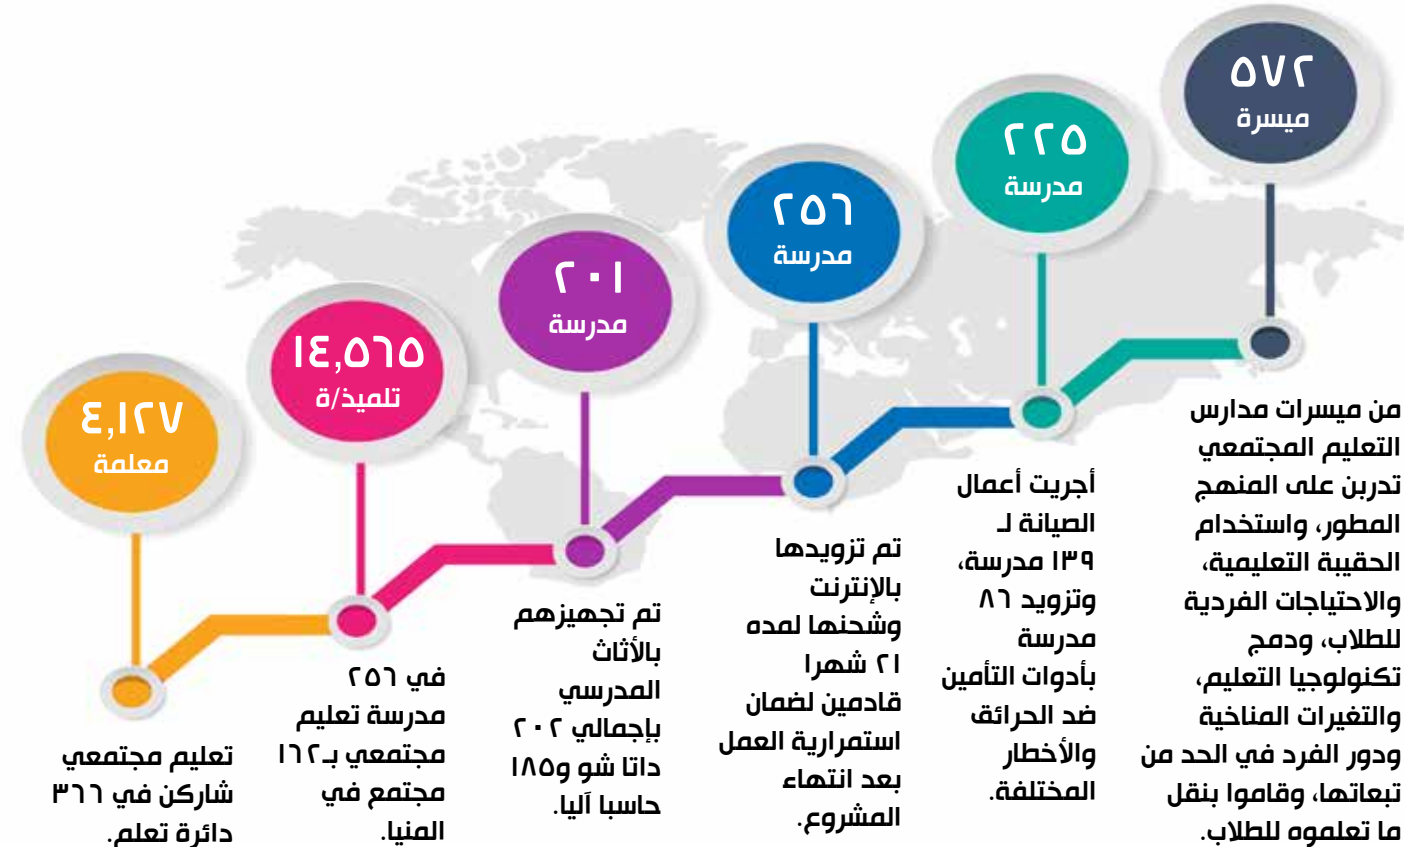 ٥٧٢
ميسرة
من ميسرات مدارس
التعليم المجتمعي
تدربن على المنهج
المطور، واستخدام
الحقيبة التعليمية،
والاحتياجات الفردية
للطلاب، ودمج
تكنولوجيا التعليم،
والتغيرات المناخية
ودور الفرد في الحد من
تبعاتها، وقاموا بنقل
ما تعلموه للطلاب.
٢٢٥
مدرسة
أجريت أعمال
الصيانة لـ
١٣٩ مدرسة،
وتزويد ٨٦
مدرسة
بأدوات التأمين
ضد الحرائق
والأخطار
المختلفة.
٢٥٦
مدرسة
تم تزويدها
بالإنترنت
وشحنها لمده
٢١ شهرا
قادمين لضمان
استمرارية العمل
بعد انتهاء
المشروع.
٢٠١
مدرسة
تم تجهيزهم
بالأثاث
المدرسي
بإجمالي ٢٠٢
داتا شو و١٨٥
حاسبا آليا.
١٤,٥٦٥
تلميذ/ة
في ٢٥٦
مدرسة تعليم
مجتمعي بـ١٦٢
مجتمع في
المنيا.
٤,١٢٧
معلمة
تعليم مجتمعي
شاركن في ٣٦٦
دائرة تعلم.